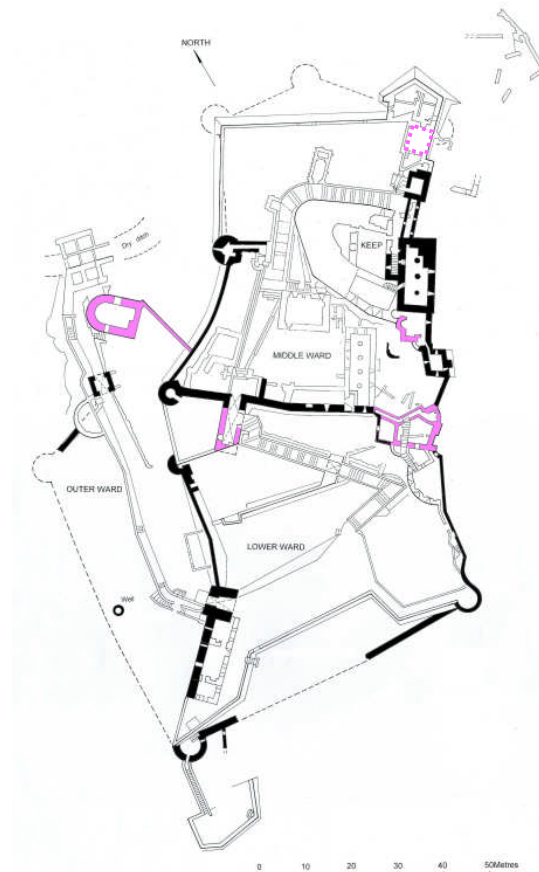 NORTH
KEEP
Dry ditch
MIDDLE WARD
OUTER WARD
LOWER WARD
Well
0 10 20 30 40 50Metres